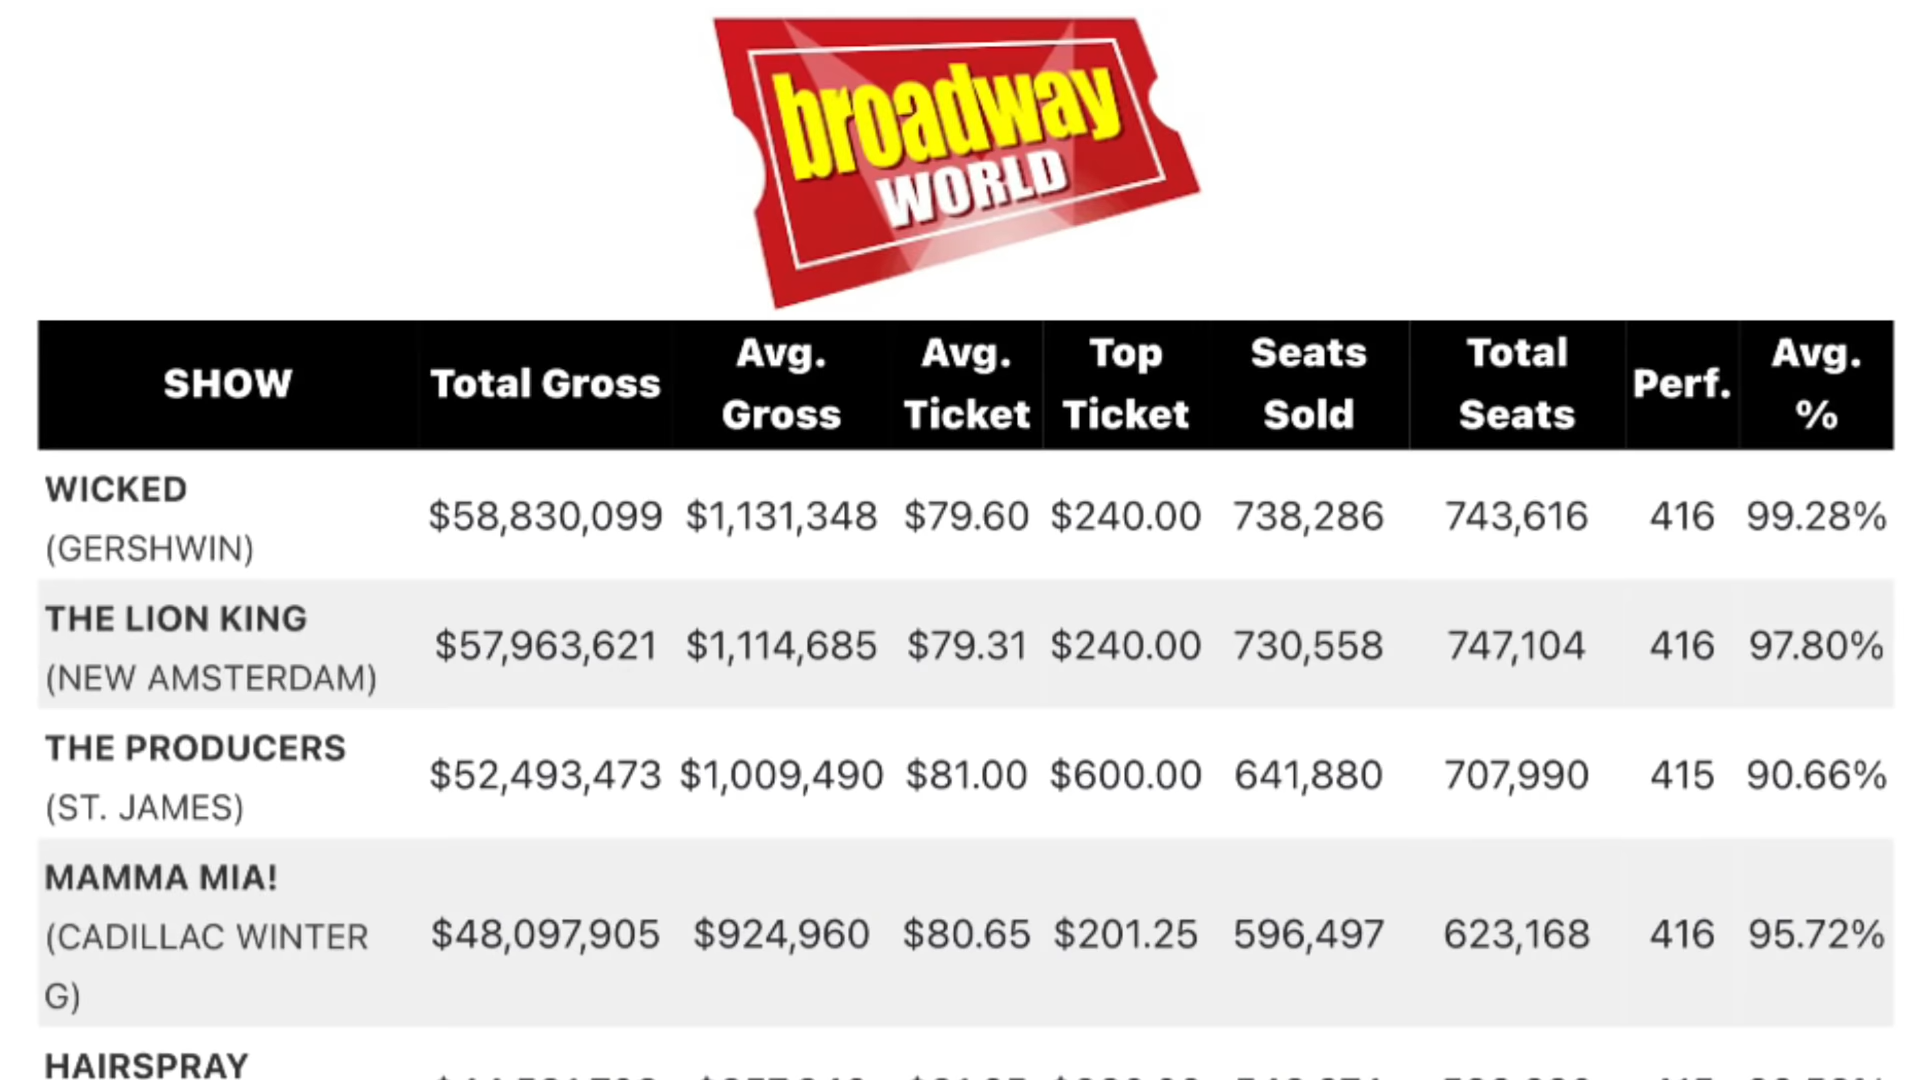 broadway
WORLD
SHOW Total Gross Avg. Gross Avg. Ticket Top Ticket Seats Sold Total Seats Perf. Avg. %
WICKED
(GERSHWIN)
$58,830,099 $1,131,348 $79.60 $240.00 738,286 743,616 416 99.28%
THE LION KING
(NEW AMSTERDAM)
$57,963,621 $1,114,685 $79.31 $240.00 730,558 747,104 416 97.80%
THE PRODUCERS
(ST. JAMES)
$52,493,473 $1,009,490 $81.00 $600.00 641,880 707,990 415 90.66%
MAMMA MIA!
(CADILLAC WINTER
G)
$48,097,905 $924,960 $80.65 $201.25 596,497 623,168 416 95.72%
HAIRSPRAY